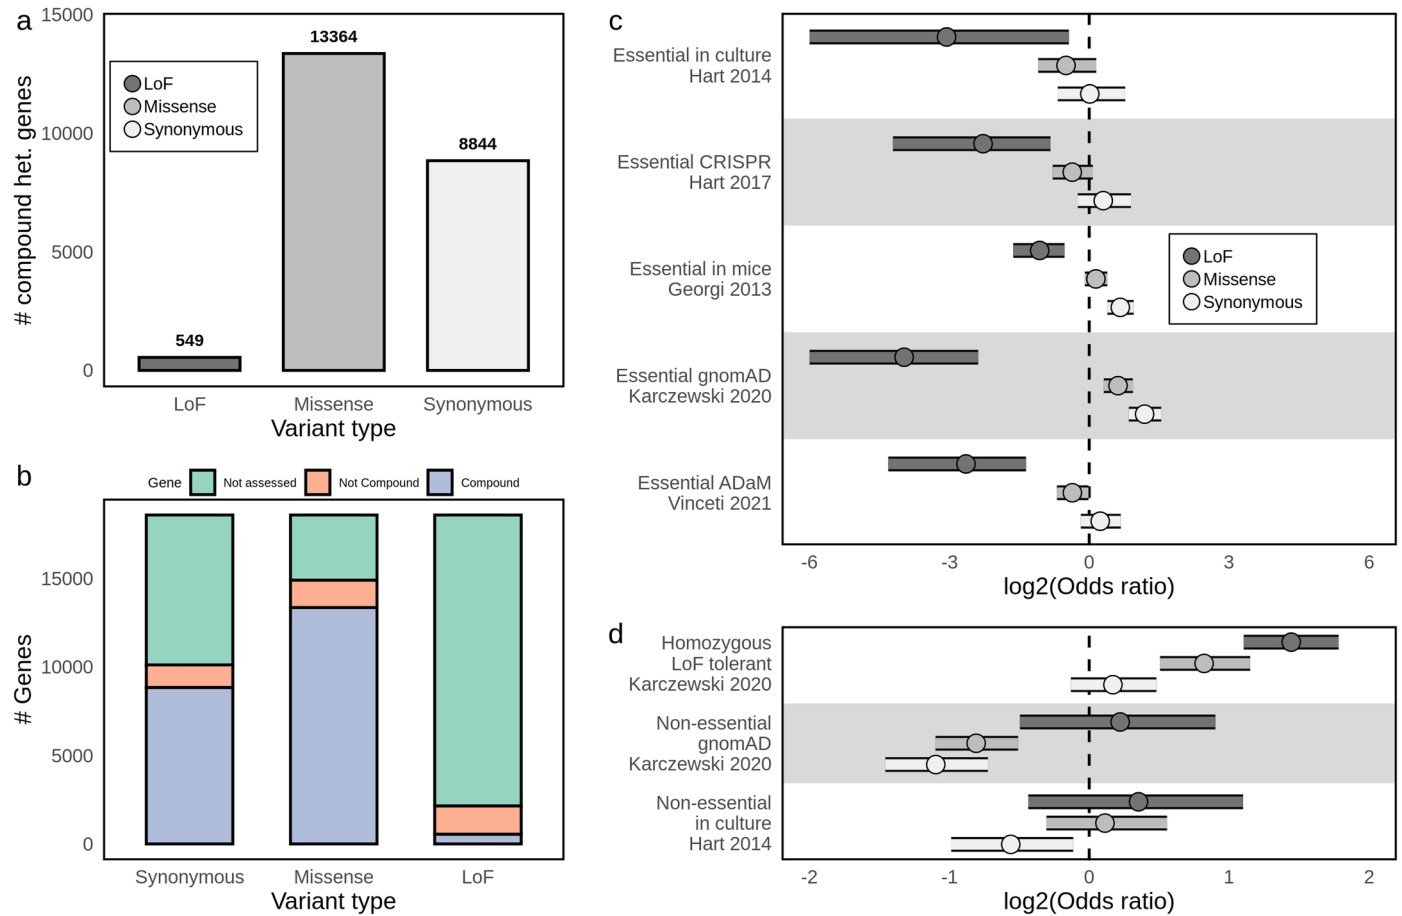 a
15000
10000
5000
0
# compound het. genes
LoF
Missense
Synonymous
549
13364
8844
LoF
Missense
Synonymous
Variant type
b
Gene
Not assessed
Not Compound
Compound
15000
10000
5000
0
# Genes
Synonymous
Missense
LoF
Variant type
c
Essential in culture
Hart 2014
Essential CRISPR
Hart 2017
Essential in mice
Georgi 2013
Essential gnomAD
Karczewski 2020
Essential ADaM
Vinceti 2021
LoF
Missense
Synonymous
-6
-3
0
3
6
log2(Odds ratio)
d
Homozygous
LoF tolerant
Karczewski 2020
Non-essential
gnomAD
Karczewski 2020
Non-essential
in culture
Hart 2014
-2
-1
0
1
2
log2(Odds ratio)